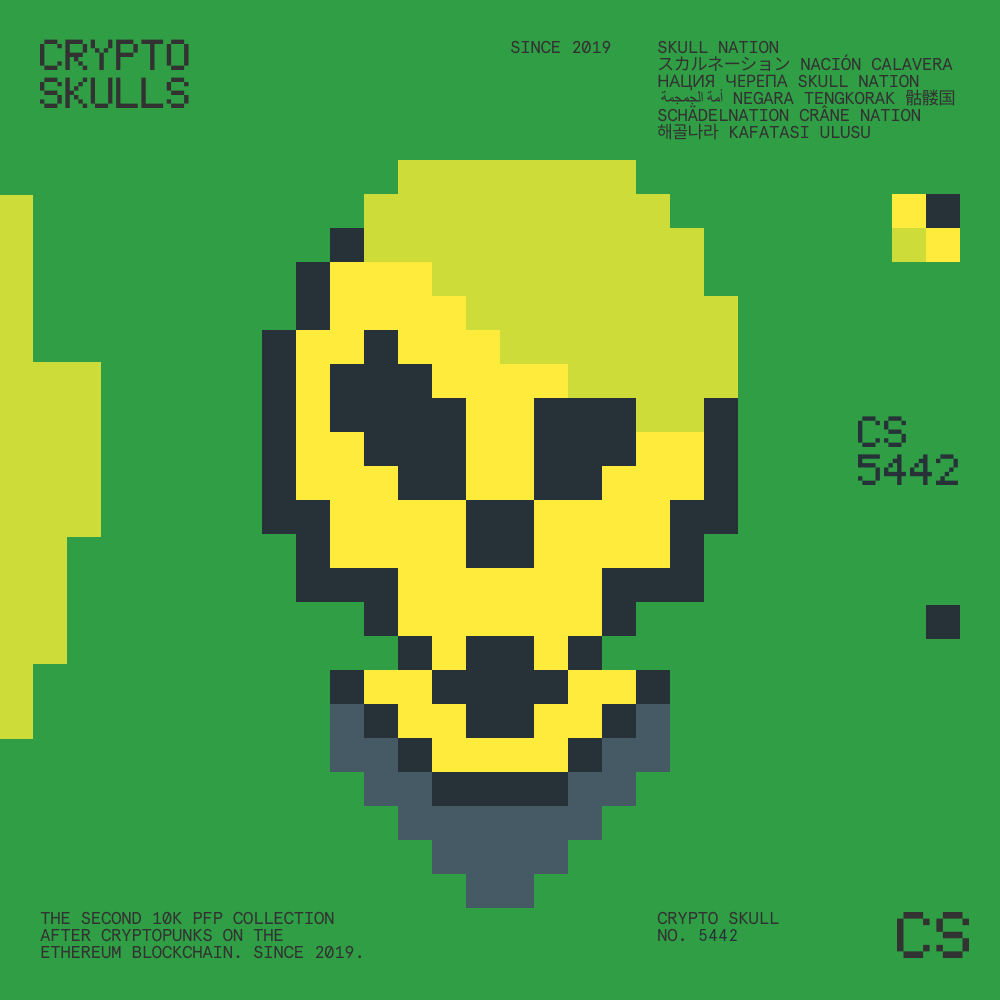 CRYPTO
SKULLS
SINCE 2019
SKULL NATION
スカルネーション NACIÓN CALAVERA
НАЦИЯ ЧЕРЕПА SKULL NATION
أمة الجمجمة NEGARA TENGKORAK 骷髅国
SCHÄDELNATION CRÂNE NATION
해골나라 KAFATASI ULUSU
CS
5442
THE SECOND 10K PFP COLLECTION
AFTER CRYPTOPUNKS ON THE
ETHEREUM BLOCKCHAIN. SINCE 2019.
CRYPTO SKULL
NO. 5442
CS